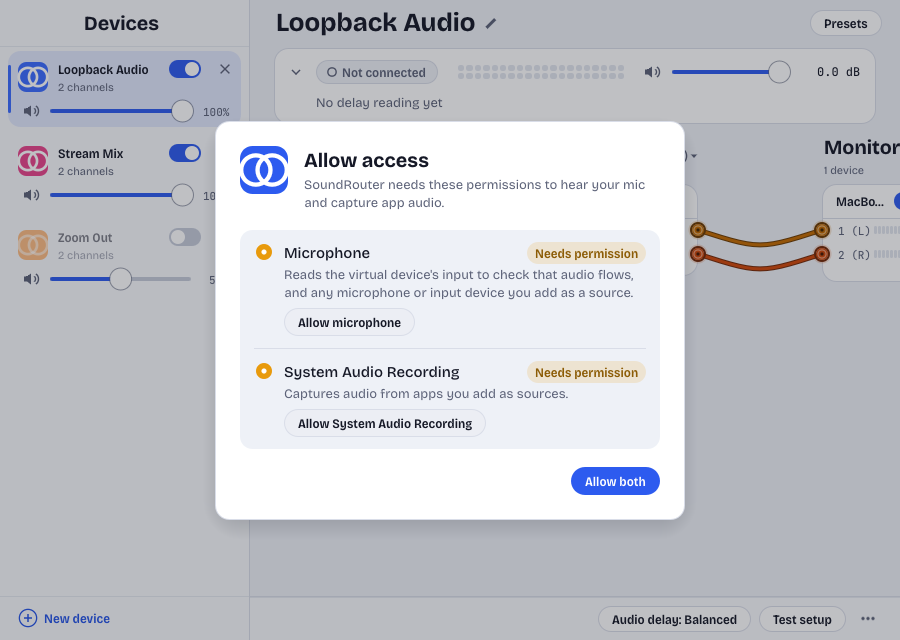 Devices
Loopback Audio
2 channels
100%
Stream Mix
2 channels
10
Zoom Out
2 channels
5
New device
Loopback Audio
Presets
Not connected
0.0 dB
No delay reading yet
Monitor
1 device
MacBo...
1 (L)
2 (R)
Allow access
SoundRouter needs these permissions to hear your mic
and capture app audio.
Microphone
Needs permission
Reads the virtual device's input to check that audio flows,
and any microphone or input device you add as a source.
Allow microphone
System Audio Recording
Needs permission
Captures audio from apps you add as sources.
Allow System Audio Recording
Allow both
Audio delay: Balanced
Test setup